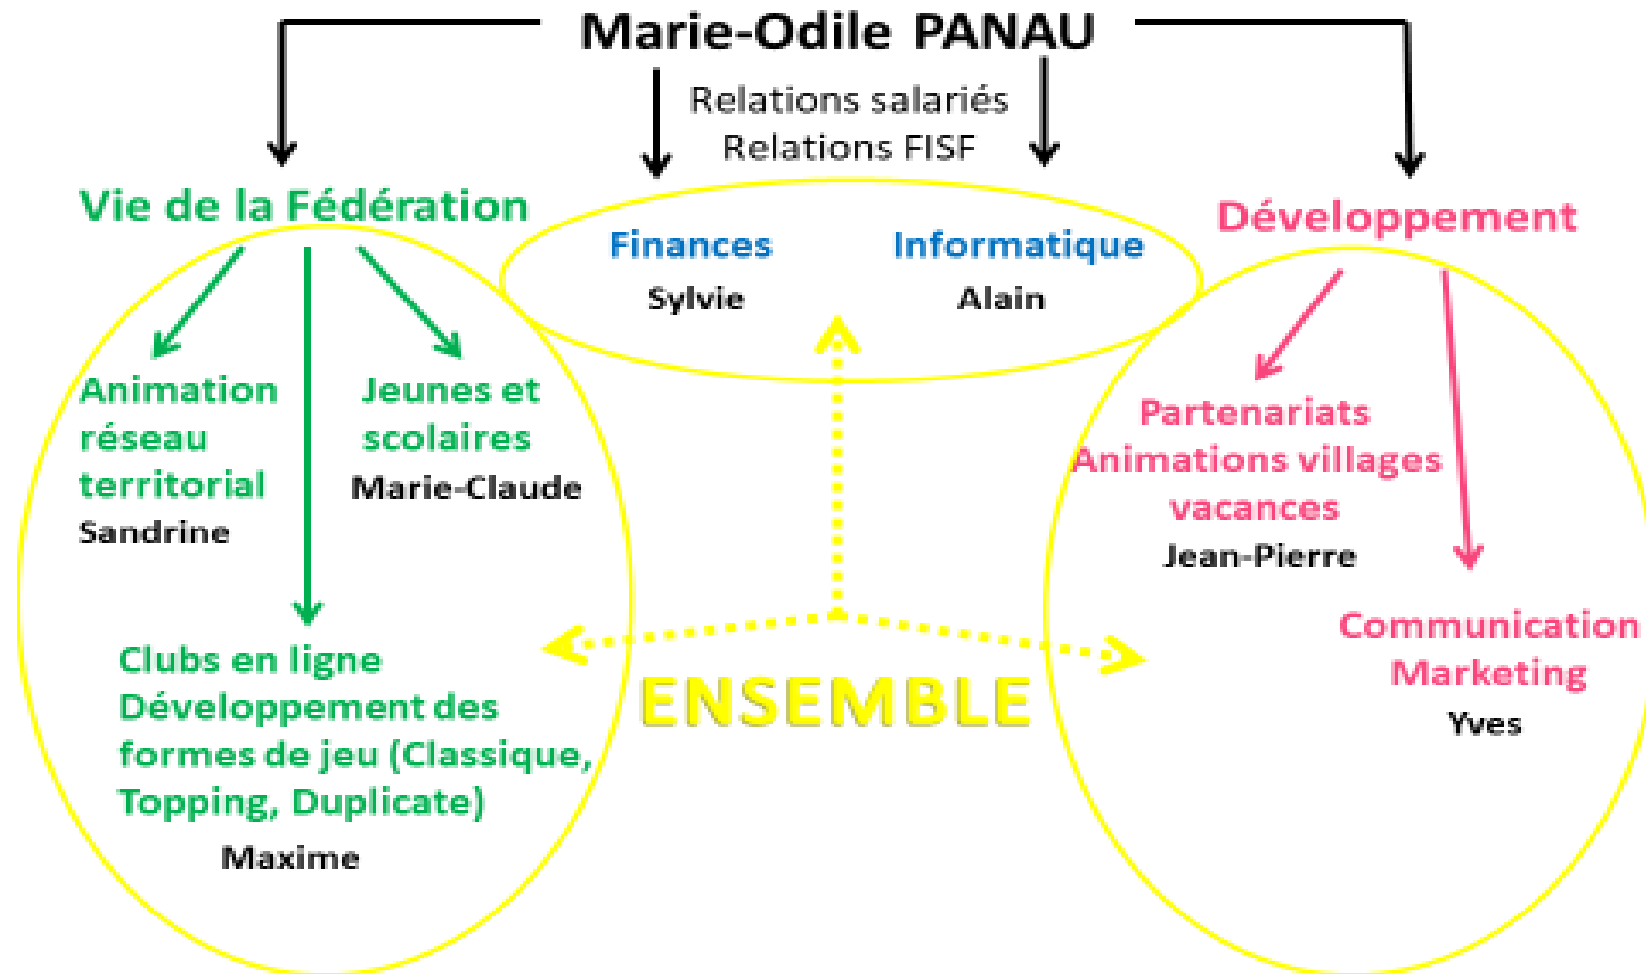 Marie-Odile PANAU
Relations salariés
Relations FISF
Vie de la Fédération
Finances
Sylvie
Informatique
Alain
Développement
Animation
réseau
territorial
Sandrine
Jeunes et
scolaires
Marie-Claude
Clubs en ligne
Développement des
formes de jeu (Classique,
Topping, Duplicate)
Maxime
ENSEMBLE
Partenariats
Animations villages
vacances
Jean-Pierre
Communication
Marketing
Yves